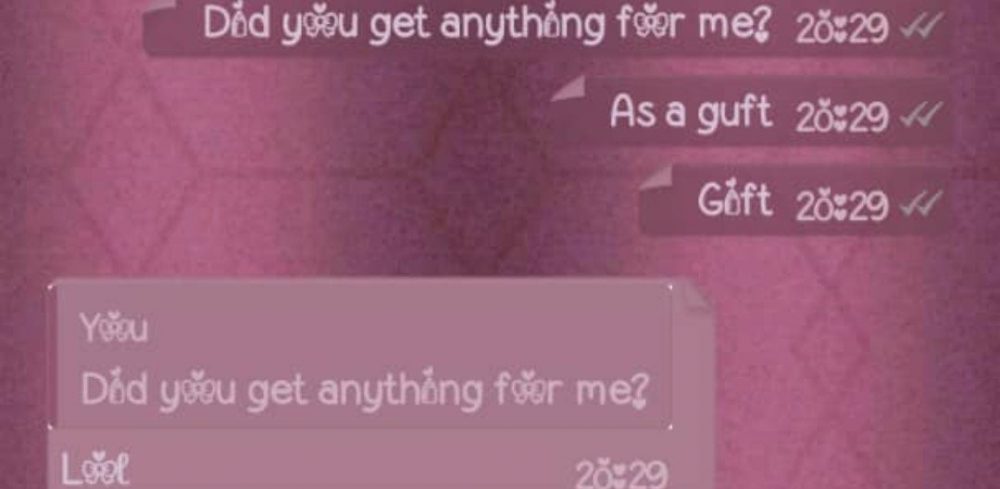 Did you get anything for me? 20:29
As a guft 20:29
Gift 20:29
You
Did you get anything for me?
Lool 20:29